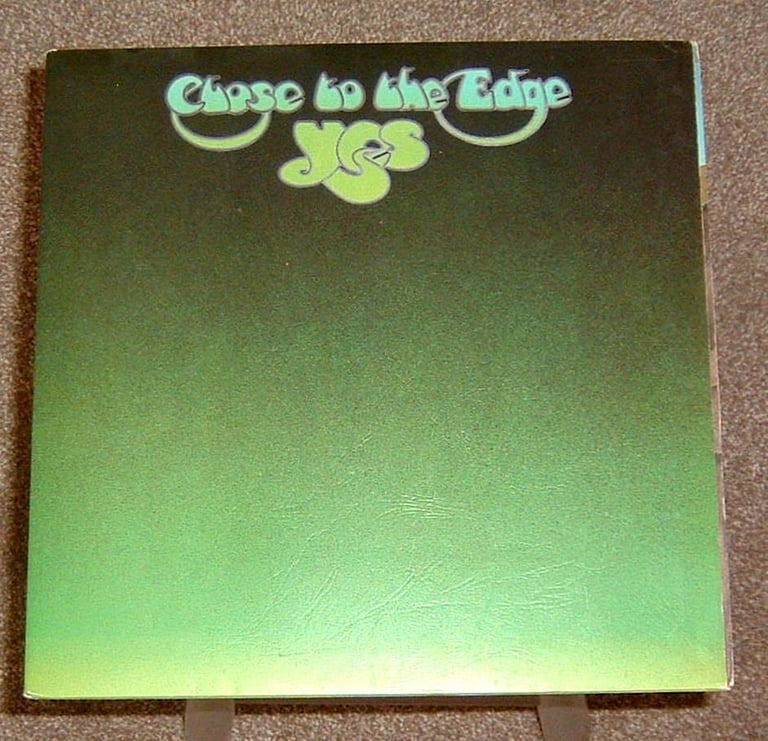 Close to the Edge
yes